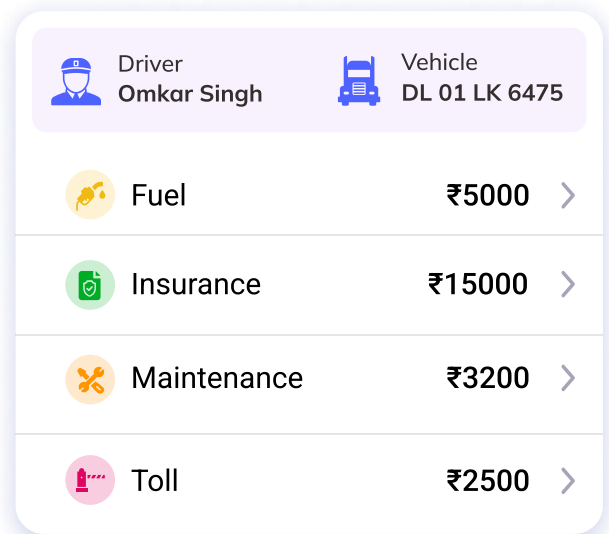 Driver
Omkar Singh
Vehicle
DL 01 LK 6475
Fuel ₹5000
Insurance ₹15000
Maintenance ₹3200
Toll ₹2500